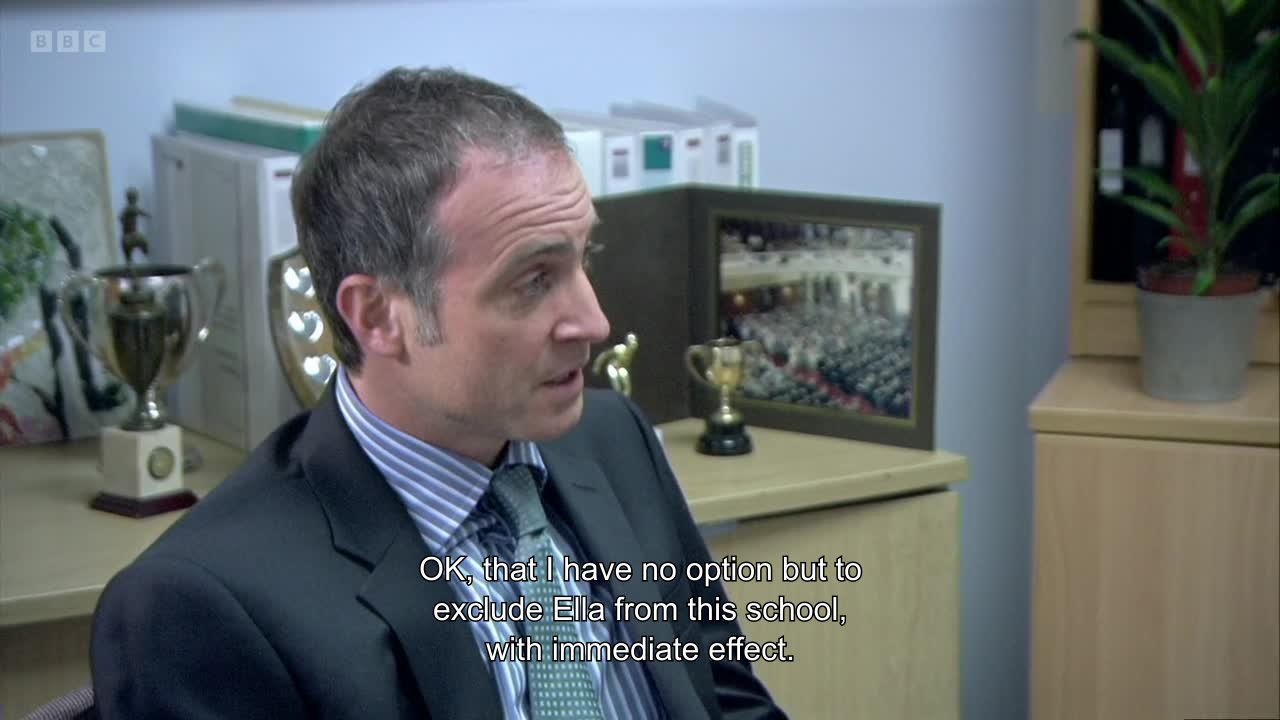 BBC
OK, that I have no option but to
exclude Ella from this school,
with immediate effect.